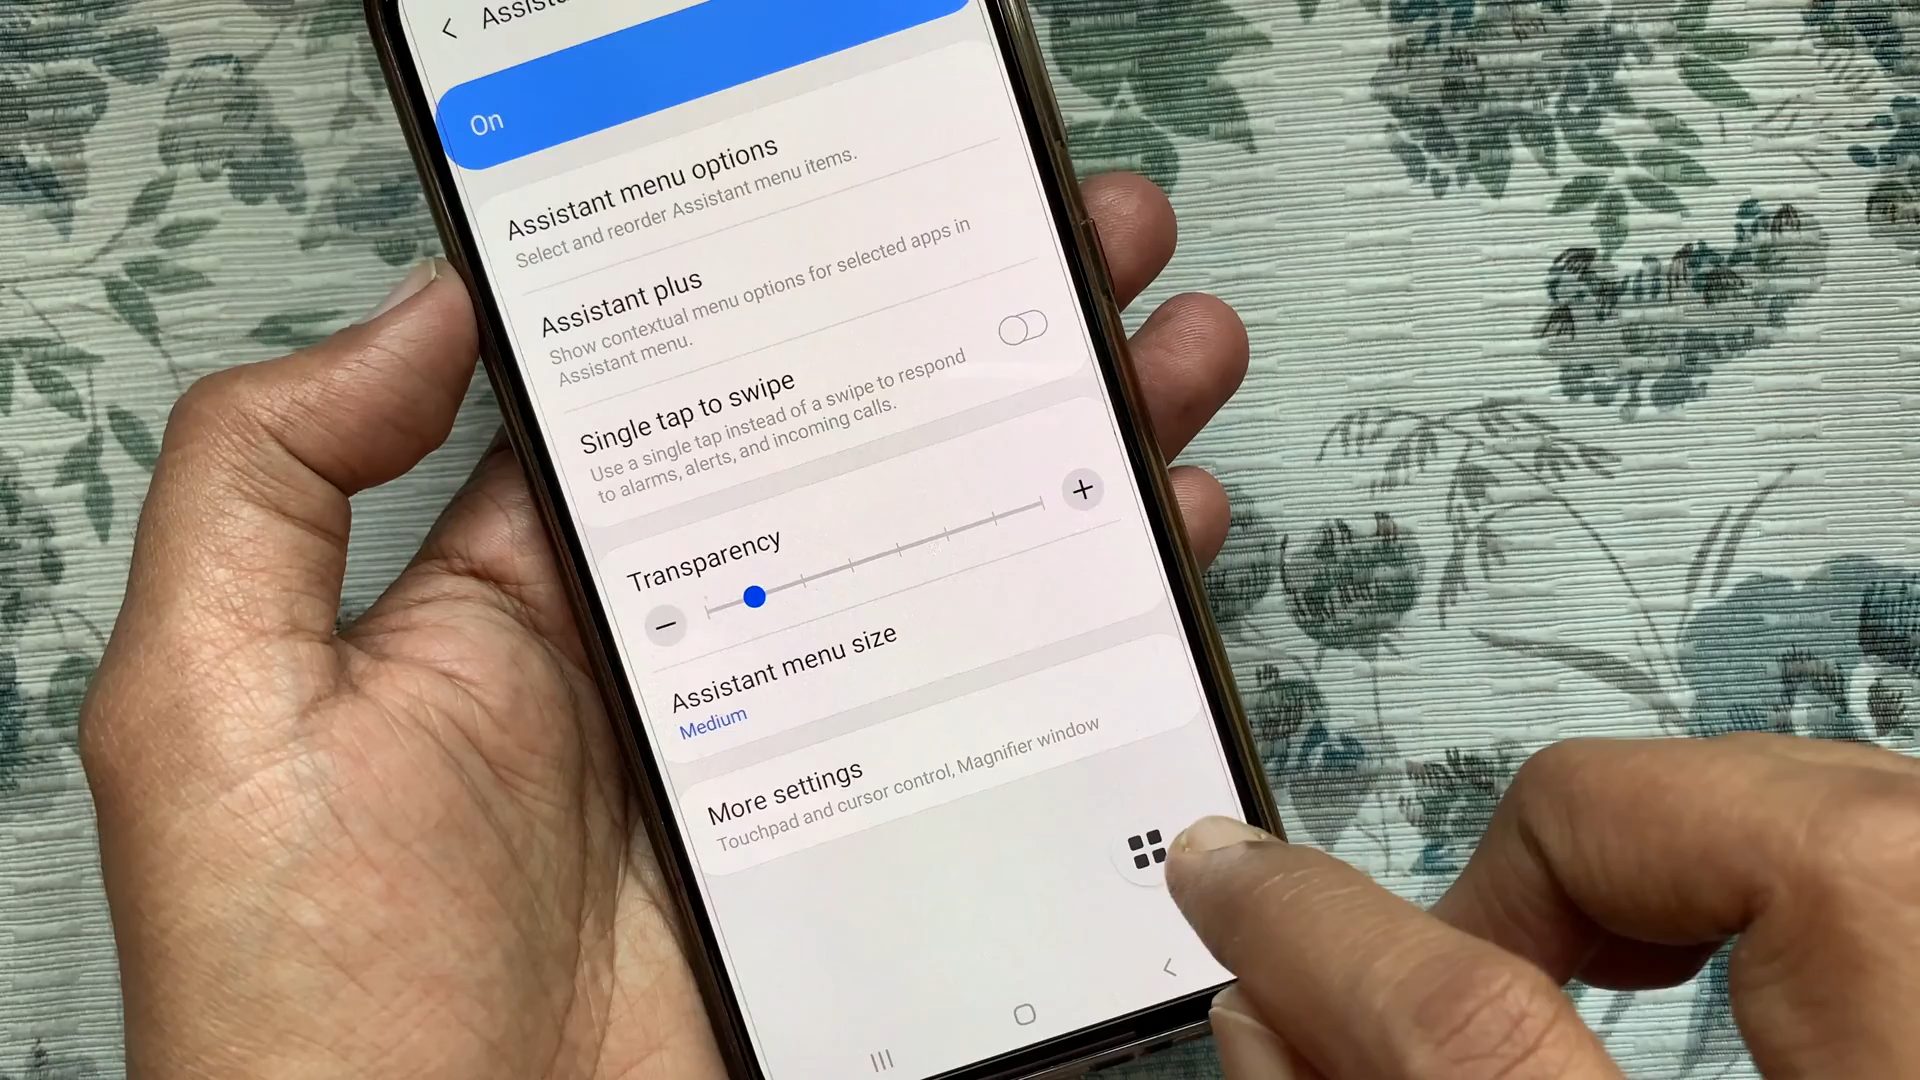 On
Assistant menu options
Select and reorder Assistant menu items.
Assistant plus
Show contextual menu options for selected apps in
Assistant menu.
Single tap to swipe
Use a single tap instead of a swipe to respond
to alarms, alerts, and incoming calls.
Transparency
Assistant menu size
Medium
More settings
Touchpad and cursor control, Magnifier window